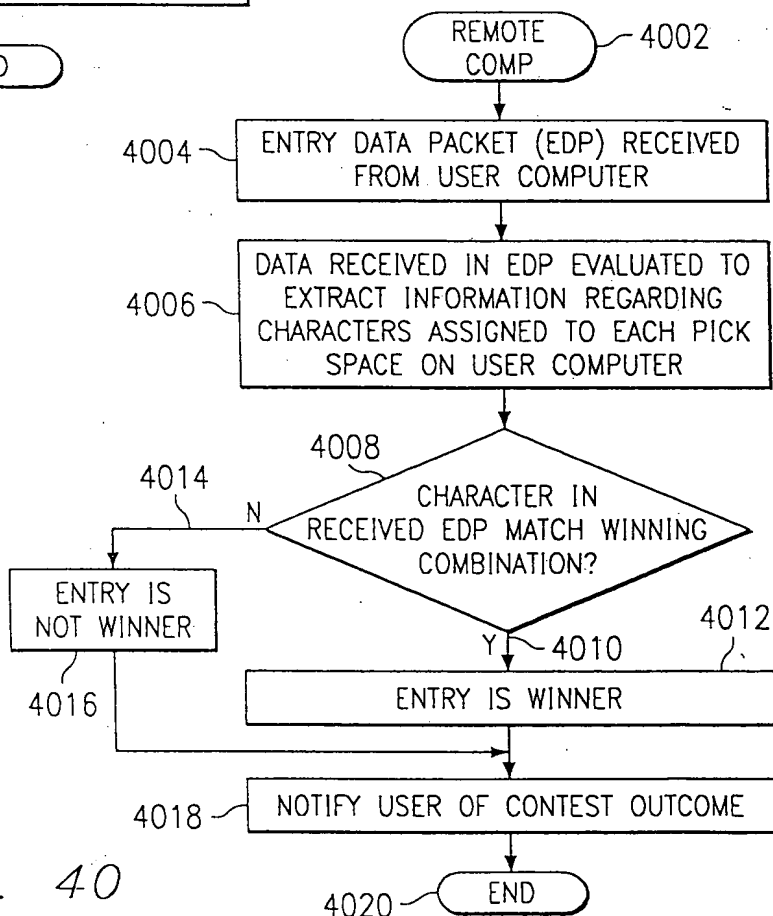 REMOTE
COMP
4002
4004
ENTRY DATA PACKET (EDP) RECEIVED
FROM USER COMPUTER
4006
DATA RECEIVED IN EDP EVALUATED TO
EXTRACT INFORMATION REGARDING
CHARACTERS ASSIGNED TO EACH PICK
SPACE ON USER COMPUTER
4008
4014
N
CHARACTER IN
RECEIVED EDP MATCH WINNING
COMBINATION?
ENTRY IS
NOT WINNER
4016
Y
4010
4012
ENTRY IS WINNER
4018
NOTIFY USER OF CONTEST OUTCOME
40
4020
END